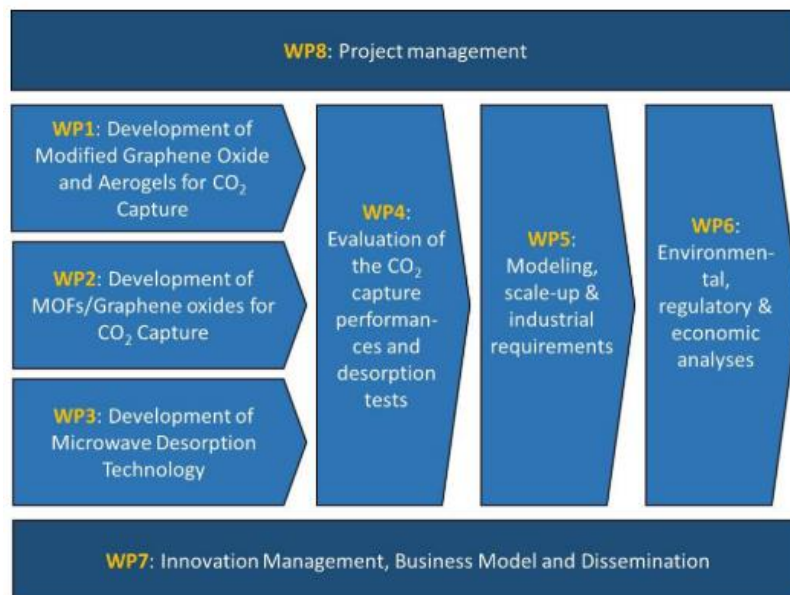 WP8: Project management
WP1: Development of
Modified Graphene Oxide
and Aerogels for CO₂
Capture
WP2: Development of
MOFs/Graphene oxides for
CO₂ Capture
WP3: Development of
Microwave Desorption
Technology
WP4:
Evaluation of
the CO₂
capture
performan-
ces and
desorption
tests
WP5:
Modeling,
scale-up &
industrial
requirements
WP6:
Environmen-
tal,
regulatory &
economic
analyses
WP7: Innovation Management, Business Model and Dissemination